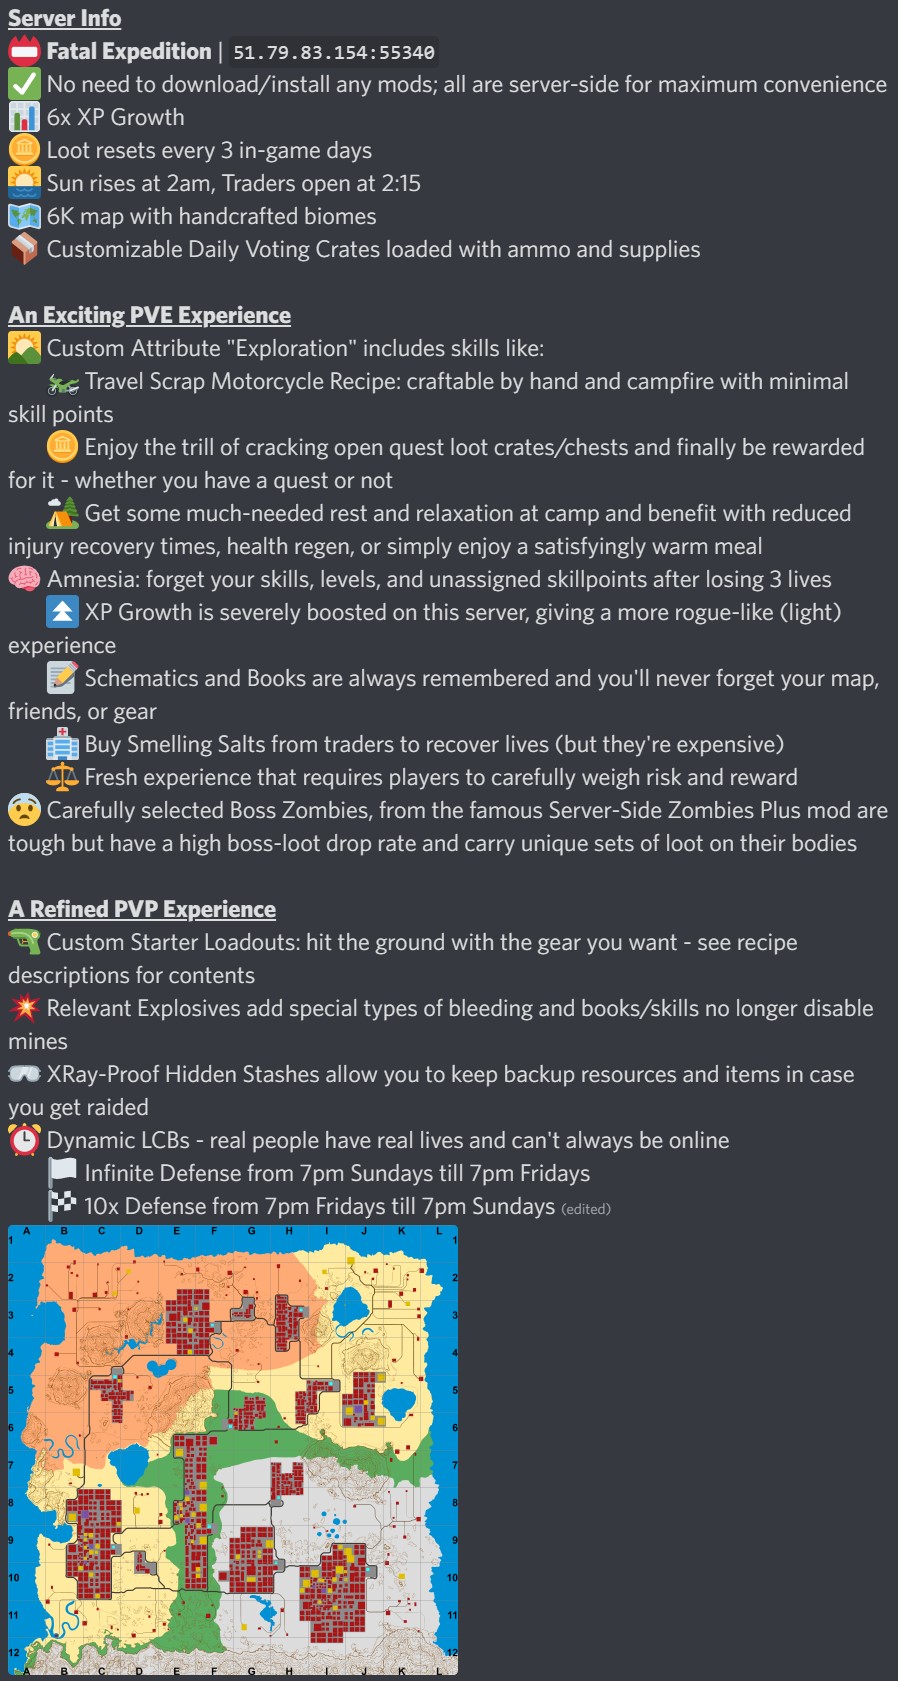 Server Info
Fatal Expedition | 51.79.83.154:55340
No need to download/install any mods; all are server-side for maximum convenience
6x XP Growth
Loot resets every 3 in-game days
Sun rises at 2am, Traders open at 2:15
6K map with handcrafted biomes
Customizable Daily Voting Crates loaded with ammo and supplies
An Exciting PVE Experience
Custom Attribute "Exploration" includes skills like:
Travel Scrap Motorcycle Recipe: craftable by hand and campfire with minimal
skill points
Enjoy the trill of cracking open quest loot crates/chests and finally be rewarded
for it - whether you have a quest or not
Get some much-needed rest and relaxation at camp and benefit with reduced
injury recovery times, health regen, or simply enjoy a satisfyingly warm meal
Amnesia: forget your skills, levels, and unassigned skillpoints after losing 3 lives
XP Growth is severely boosted on this server, giving a more rogue-like (light)
experience
Schematics and Books are always remembered and you'll never forget your map,
friends, or gear
Buy Smelling Salts from traders to recover lives (but they're expensive)
Fresh experience that requires players to carefully weigh risk and reward
Carefully selected Boss Zombies, from the famous Server-Side Zombies Plus mod are
tough but have a high boss-loot drop rate and carry unique sets of loot on their bodies
A Refined PVP Experience
Custom Starter Loadouts: hit the ground with the gear you want - see recipe
descriptions for contents
Relevant Explosives add special types of bleeding and books/skills no longer disable
mines
XRay-Proof Hidden Stashes allow you to keep backup resources and items in case
you get raided
Dynamic LCBs - real people have real lives and can't always be online
Infinite Defense from 7pm Sundays till 7pm Fridays
10x Defense from 7pm Fridays till 7pm Sundays (edited)
A B C D E F G H I J K L
1 1
2 2
3 3
4 4
5 5
6 6
7 7
8 8
9 9
10 10
11 11
12 12
A B C D E F G H I J K L